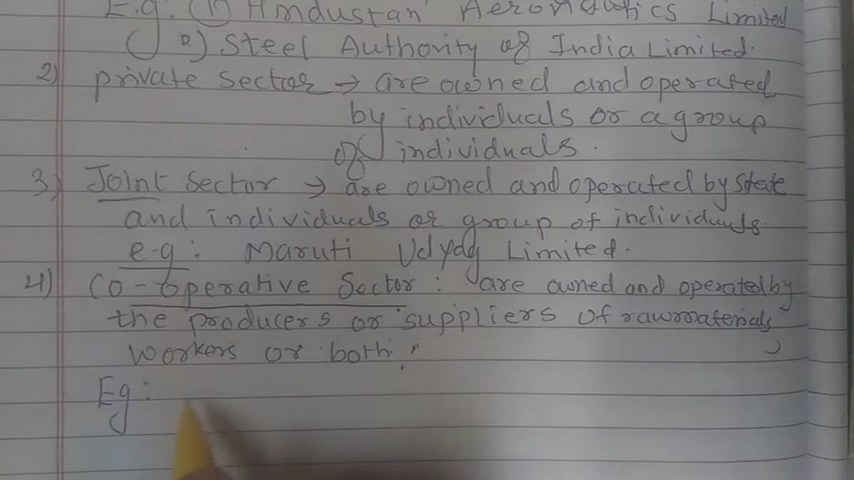 E.g: (1) Hindustan Aeronautics Limited
2) Steel Authority of India Limited.
2) private sector → are owned and operated
by individuals or a group
of individuals.
3) Joint Sector → are owned and operated by state
and individuals or group of individuals.
e-g: Maruti Udyag Limited.
4) Co-operative Sector: are owned and operated by
the producers or suppliers of rawmaterials,
workers or both.
Eg: